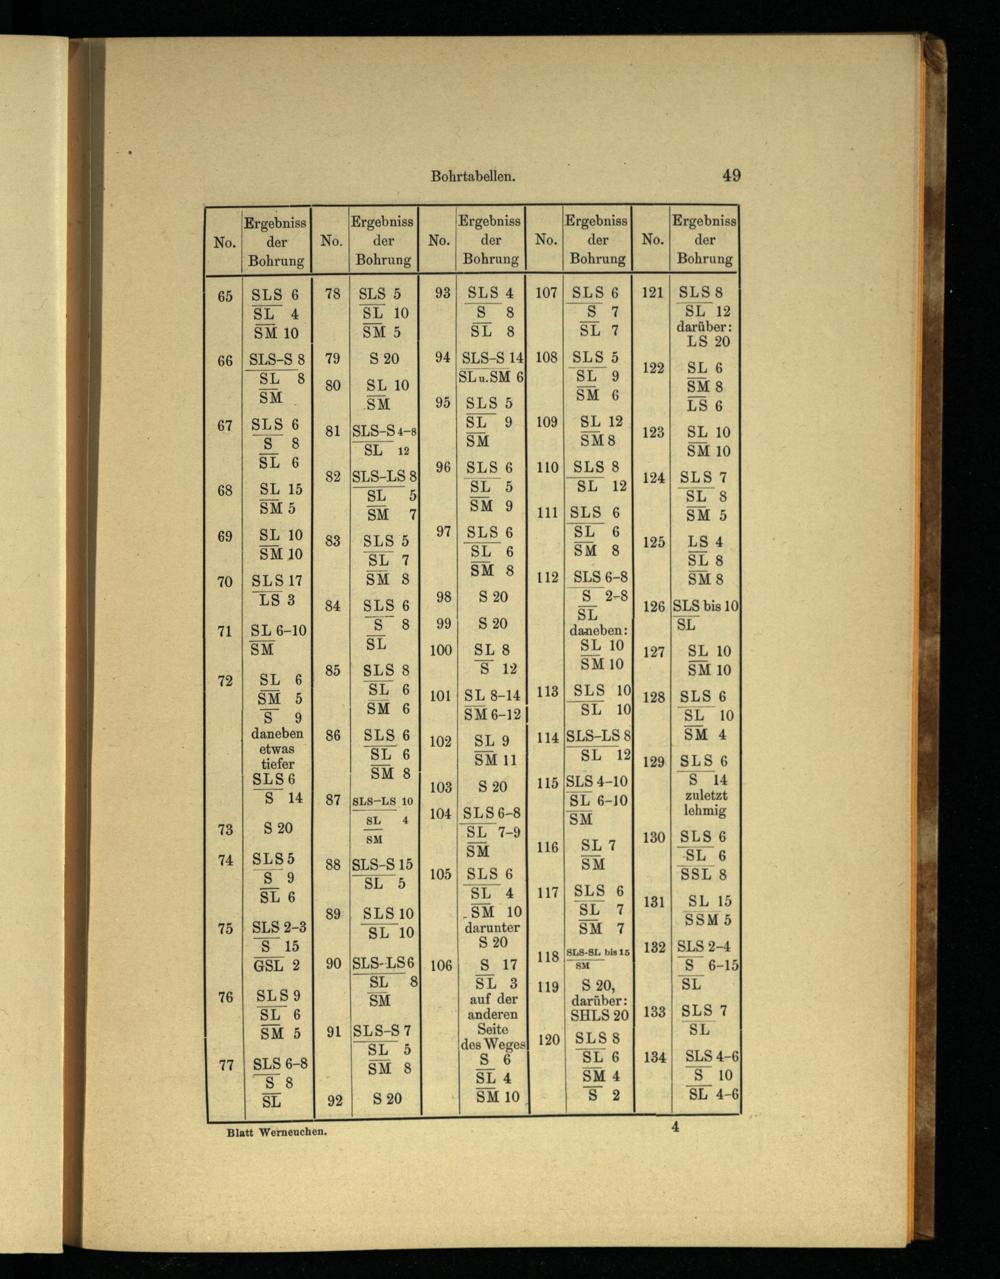 Bohrtabellen. 49
No. Ergebniss der Bohrung
65 SLS 6
SL 4
SM 10
66 SLS-S 8
SL 8
SM
67 SLS 6
S 8
SL 6
68 SL 15
SM 5
69 SL 10
SM 10
70 SLS 17
LS 3
71 SL 6-10
SM
72 SL 6
SM 5
S 9
daneben
etwas
tiefer
SLS 6
S 14
73 S 20
74 SLS 5
S 9
SL 6
75 SLS 2-3
S 15
GSL 2
76 SLS 9
SL 6
SM 5
77 SLS 6-8
S 8
SL
No. Ergebniss der Bohrung
78 SLS 5
SL 10
SM 5
79 S 20
80 SL 10
SM
81 SLS-S 4-8
SL 12
82 SLS-LS 8
SL 5
SM 7
83 SLS 5
SL 7
SM 8
84 SLS 6
S 8
SL
85 SLS 8
SL 6
SM 6
86 SLS 6
SL 6
SM 8
87 SLS-LS 10
SL 4
SM
88 SLS-S 15
SL 5
89 SLS 10
SL 10
90 SLS-LS 6
SL 8
SM
91 SLS-S 7
SL 5
SM 8
92 S 20
No. Ergebniss der Bohrung
93 SLS 4
S 8
SL 8
94 SLS-S 14
SL u. SM 6
95 SLS 5
SL 9
SM
96 SLS 6
SL 5
SM 9
97 SLS 6
SL 6
SM 8
98 S 20
99 S 20
100 SL 8
S 12
101 SL 8-14
SM 6-12
102 SL 9
SM 11
103 S 20
104 SLS 6-8
SL 7-9
SM
105 SLS 6
SL 4
SM 10
darunter
S 20
106 S 17
SL 3
auf der
anderen
Seite
des Weges
S 6
SL 4
SM 10
No. Ergebniss der Bohrung
107 SLS 6
S 7
SL 7
108 SLS 5
SL 9
SM 6
109 SL 12
SM 8
110 SLS 8
SL 12
111 SLS 6
SL 6
SM 8
112 SLS 6-8
S 2-8
SL
daneben:
SL 10
SM 10
113 SLS 10
SL 10
114 SLS-LS 8
SL 12
115 SLS 4-10
SL 6-10
SM
116 SL 7
SM
117 SLS 6
SL 7
SM 7
118 SLS-SL bis 15
SM
119 S 20,
darüber:
SHLS 20
120 SLS 8
SL 6
SM 4
S 2
No. Ergebniss der Bohrung
121 SLS 8
SL 12
darüber:
LS 20
122 SL 6
SM 8
LS 6
123 SL 10
SM 10
124 SLS 7
SL 8
SM 5
125 LS 4
SL 8
SM 8
126 SLS bis 10
SL
127 SL 10
SM 10
128 SLS 6
SL 10
SM 4
129 SLS 6
S 14
zuletzt
lehmig
130 SLS 6
SL 6
SSL 8
131 SL 15
SSM 5
132 SLS 2-4
S 6-15
SL
133 SLS 7
SL
134 SLS 4-6
S 10
SL 4-6
Blatt Werneuchen. 4